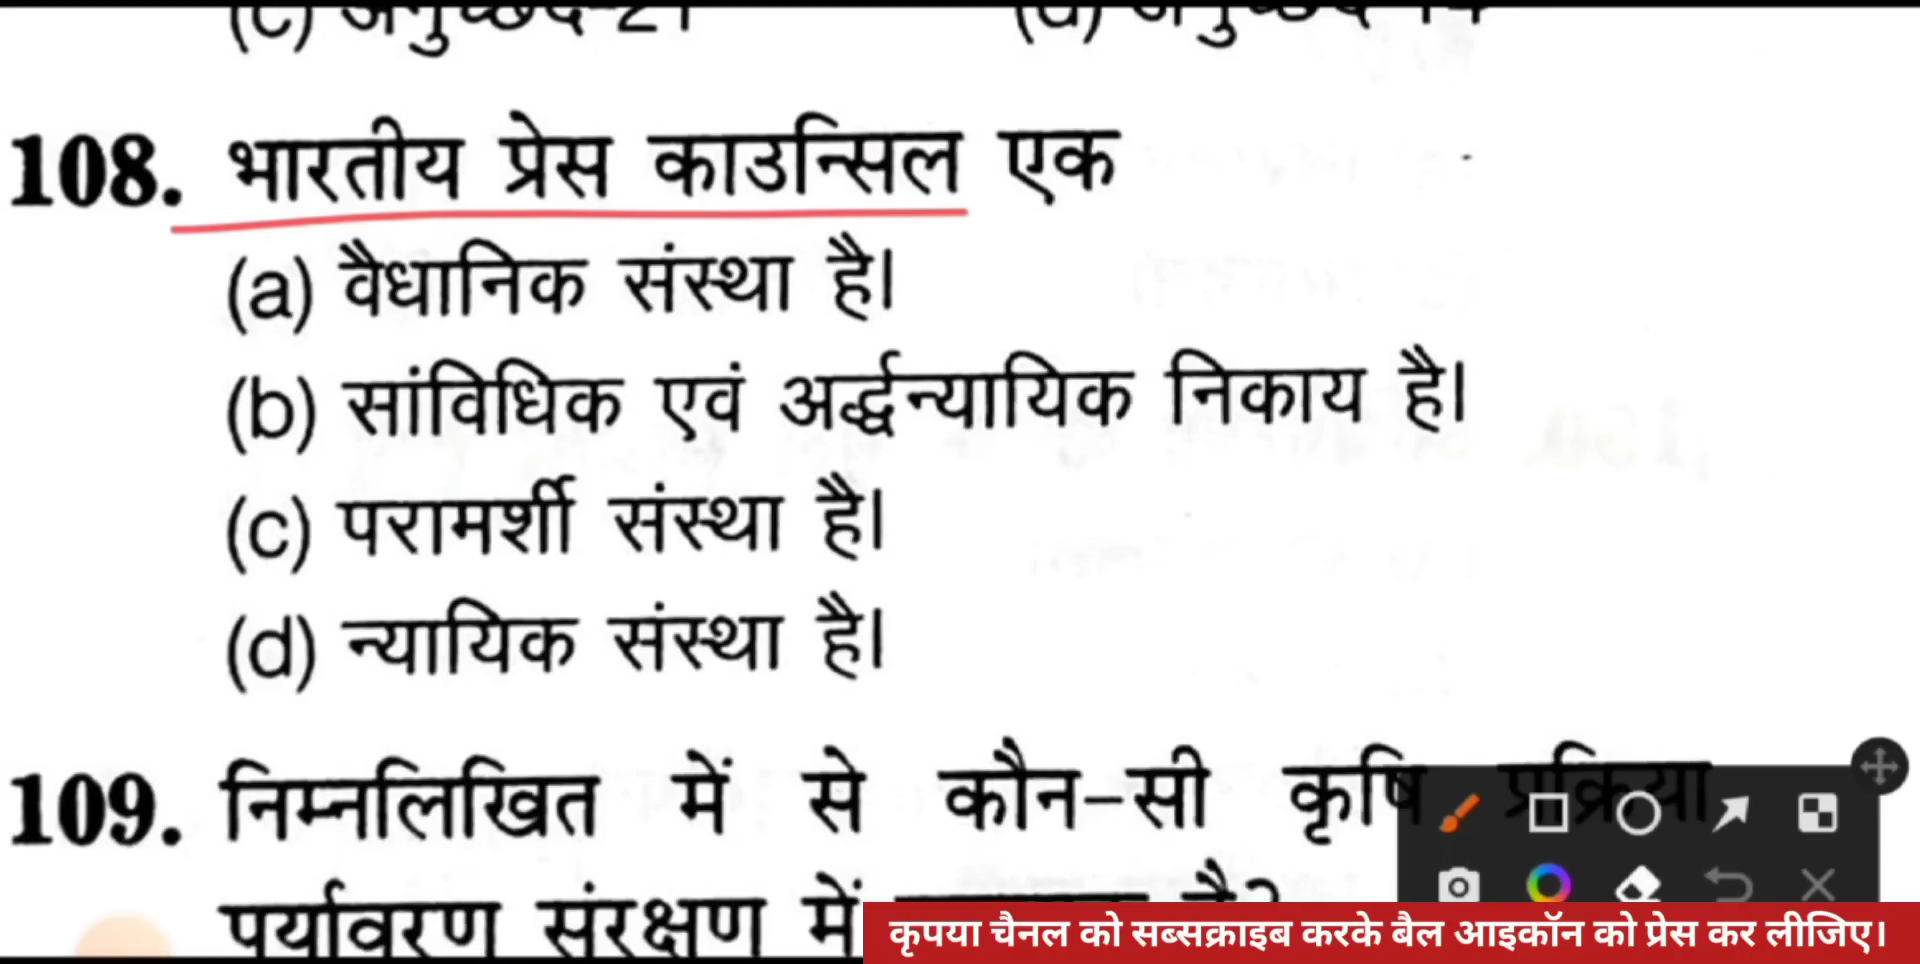 108. भारतीय प्रेस काउन्सिल एक
(a) वैधानिक संस्था है।
(b) सांविधिक एवं अर्द्धन्यायिक निकाय है।
(c) परामर्शी संस्था है।
(d) न्यायिक संस्था है।
109. निम्नलिखित में से कौन-सी कृषि प्रक्रिया
पर्यावरण संरक्षण में
कृपया चैनल को सब्सक्राइब करके बैल आइकॉन को प्रेस कर लीजिए।